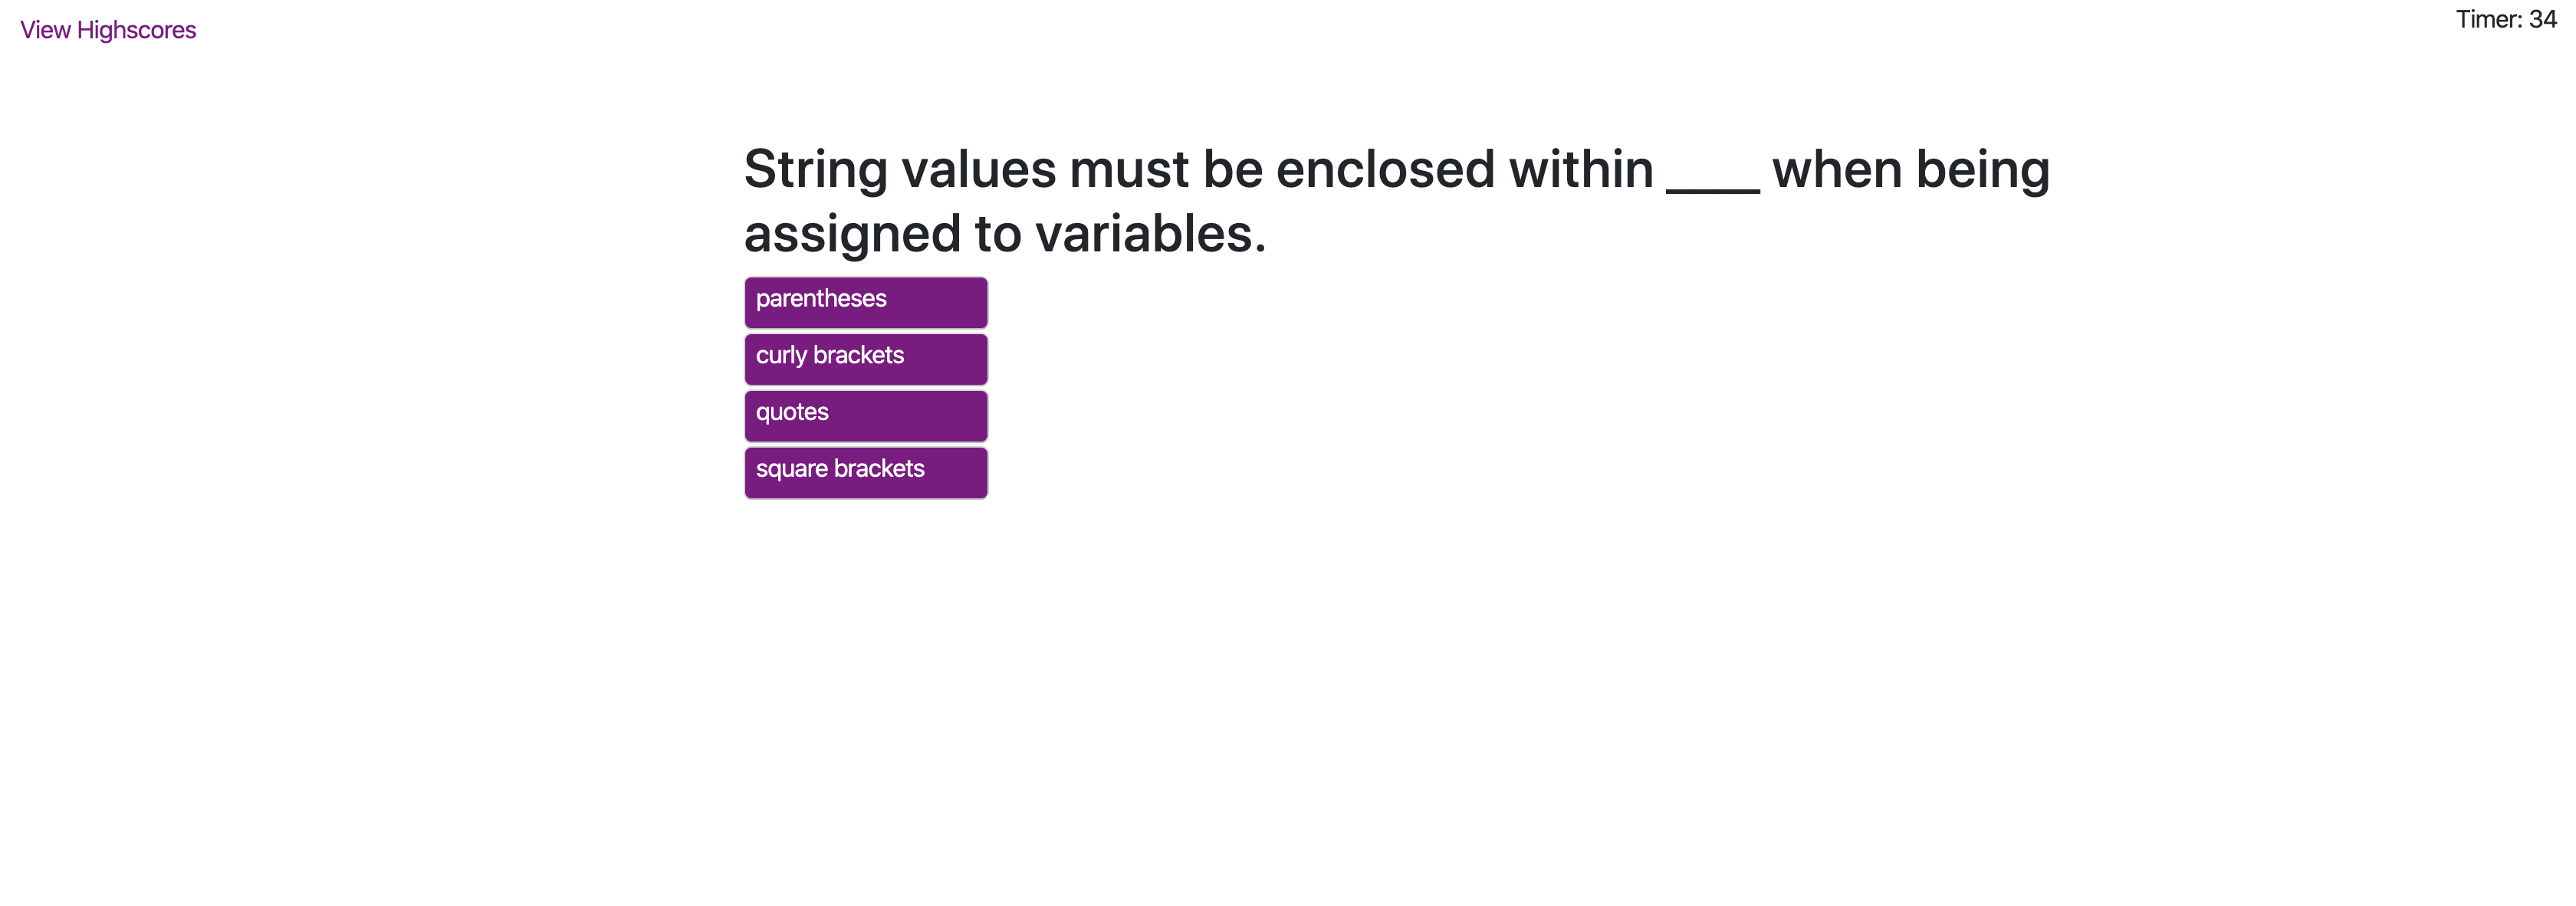 View Highscores
Timer: 34
String values must be enclosed within ____ when being
assigned to variables.
parentheses
curly brackets
quotes
square brackets